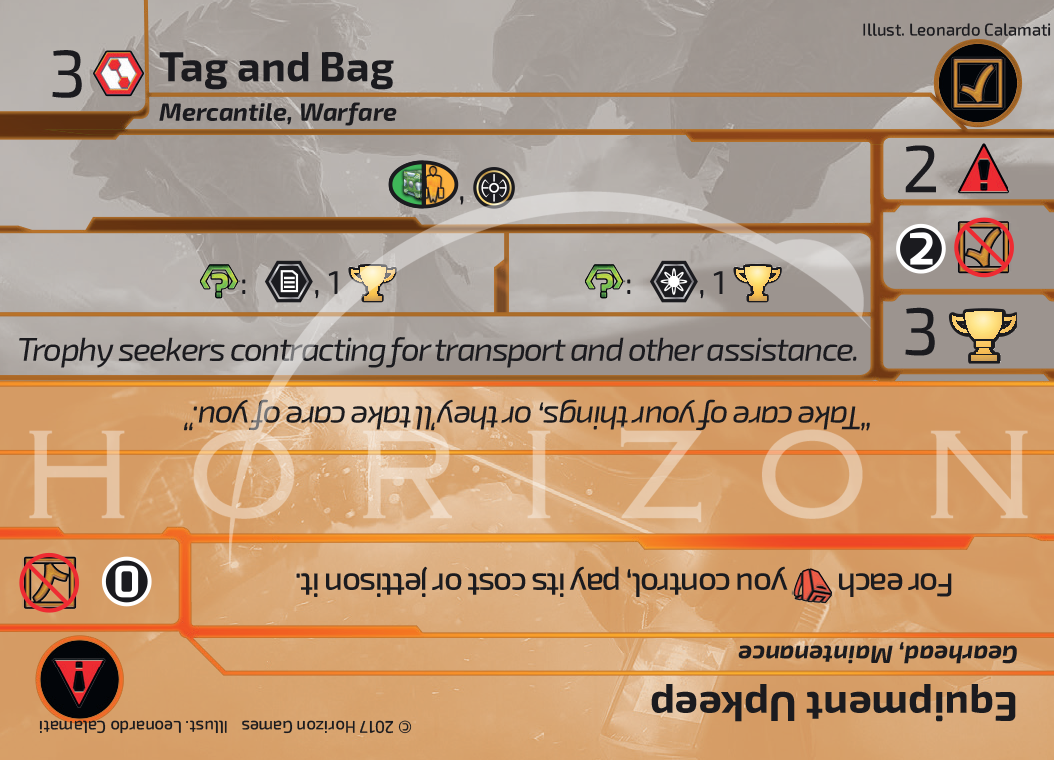 Illust. Leonardo Calamati
3 Tag and Bag
Mercantile, Warfare
2
,
2
: , 1
: , 1
3
Trophy seekers contracting for transport and other assistance.
HORIZON
Equipment Upkeep
Gearhead, Maintenance
For each you control, pay its cost or jettison it.
0
"Take care of your things, or they'll take care of you."
© 2017 Horizon Games Illust. Leonardo Calamati